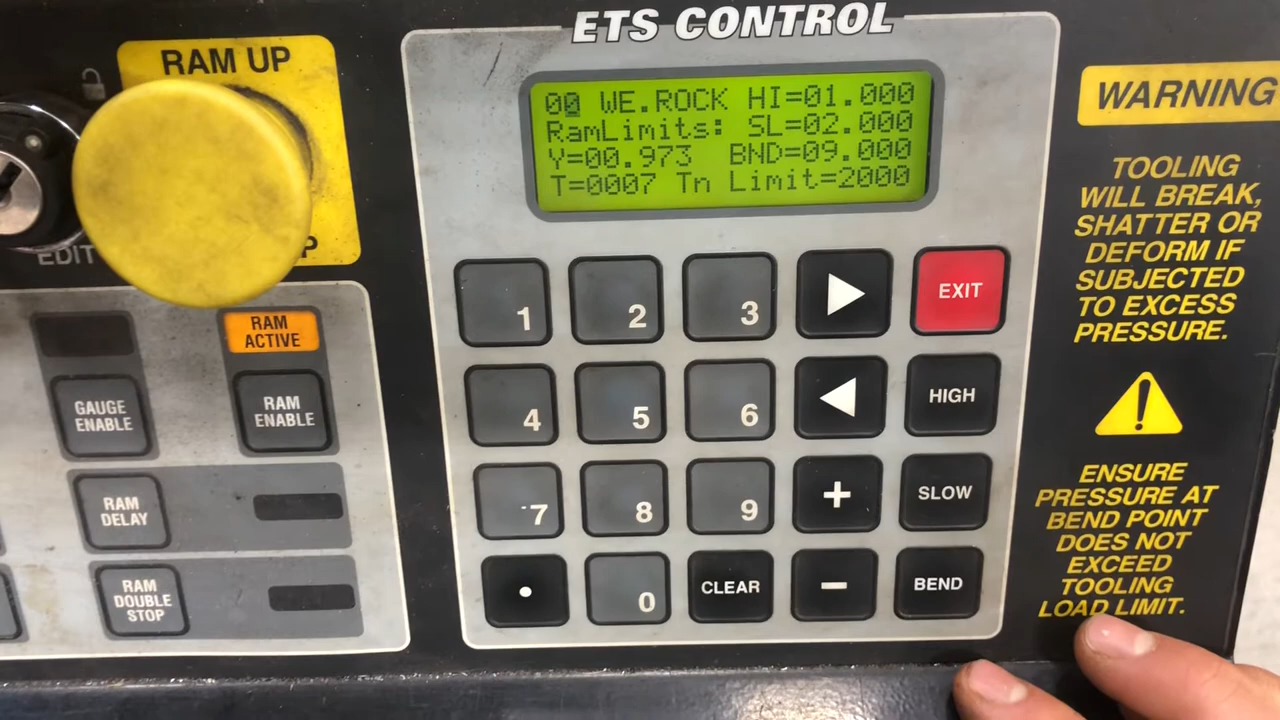 ETS CONTROL
RAM UP
EDIT
P
00 WE.ROCK HI=01.000
RamLimits: SL=02.000
Y=00.973 BND=09.000
T=0007 Tn Limit=2000
RAM
ACTIVE
GAUGE
ENABLE
RAM
ENABLE
RAM
DELAY
RAM
DOUBLE
STOP
1
2
3
EXIT
4
5
6
HIGH
7
8
9
+
SLOW
•
0
CLEAR
−
BEND
WARNING
TOOLING
WILL BREAK,
SHATTER OR
DEFORM IF
SUBJECTED
TO EXCESS
PRESSURE.
!
ENSURE
PRESSURE AT
BEND POINT
DOES NOT
EXCEED
TOOLING
LOAD LIMIT.